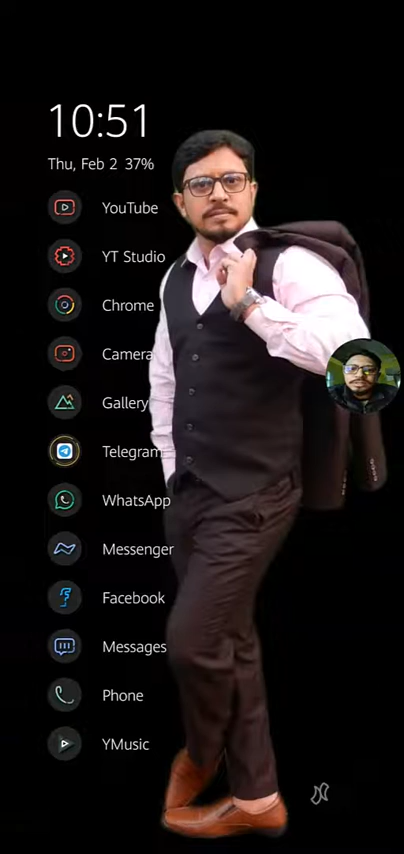 10:51
Thu, Feb 2 37%
YouTube
YT Studio
Chrome
Camera
Gallery
Telegram
WhatsApp
Messenger
Facebook
Messages
Phone
YMusic